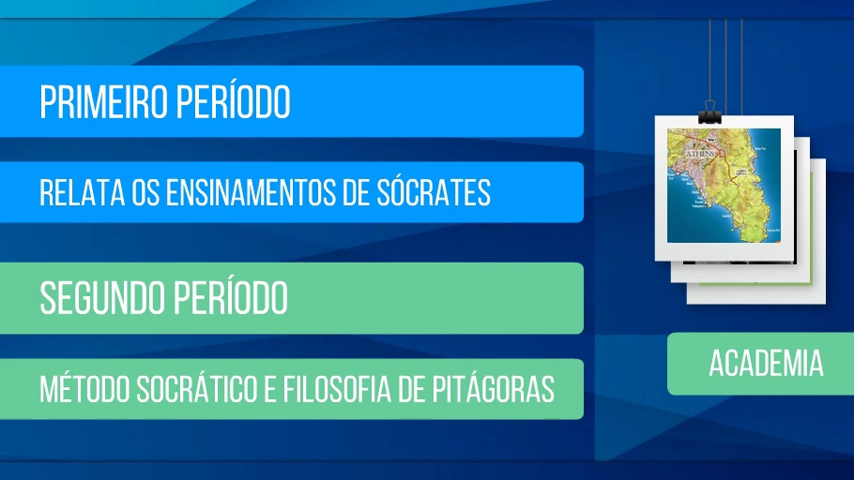 PRIMEIRO PERÍODO
RELATA OS ENSINAMENTOS DE SÓCRATES
SEGUNDO PERÍODO
MÉTODO SOCRÁTICO E FILOSOFIA DE PITÁGORAS
ATHENS
ACADEMIA